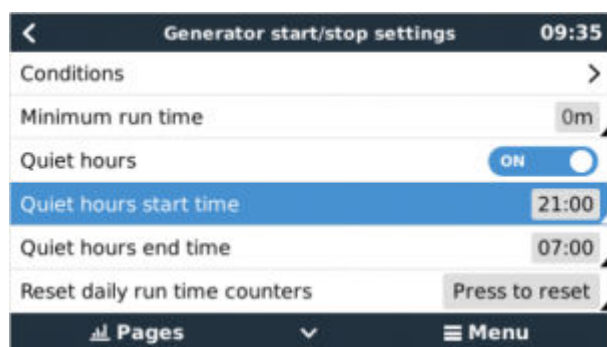 Generator start/stop settings 09:35
Conditions
Minimum run time 0m
Quiet hours ON
Quiet hours start time 21:00
Quiet hours end time 07:00
Reset daily run time counters Press to reset
Pages Menu